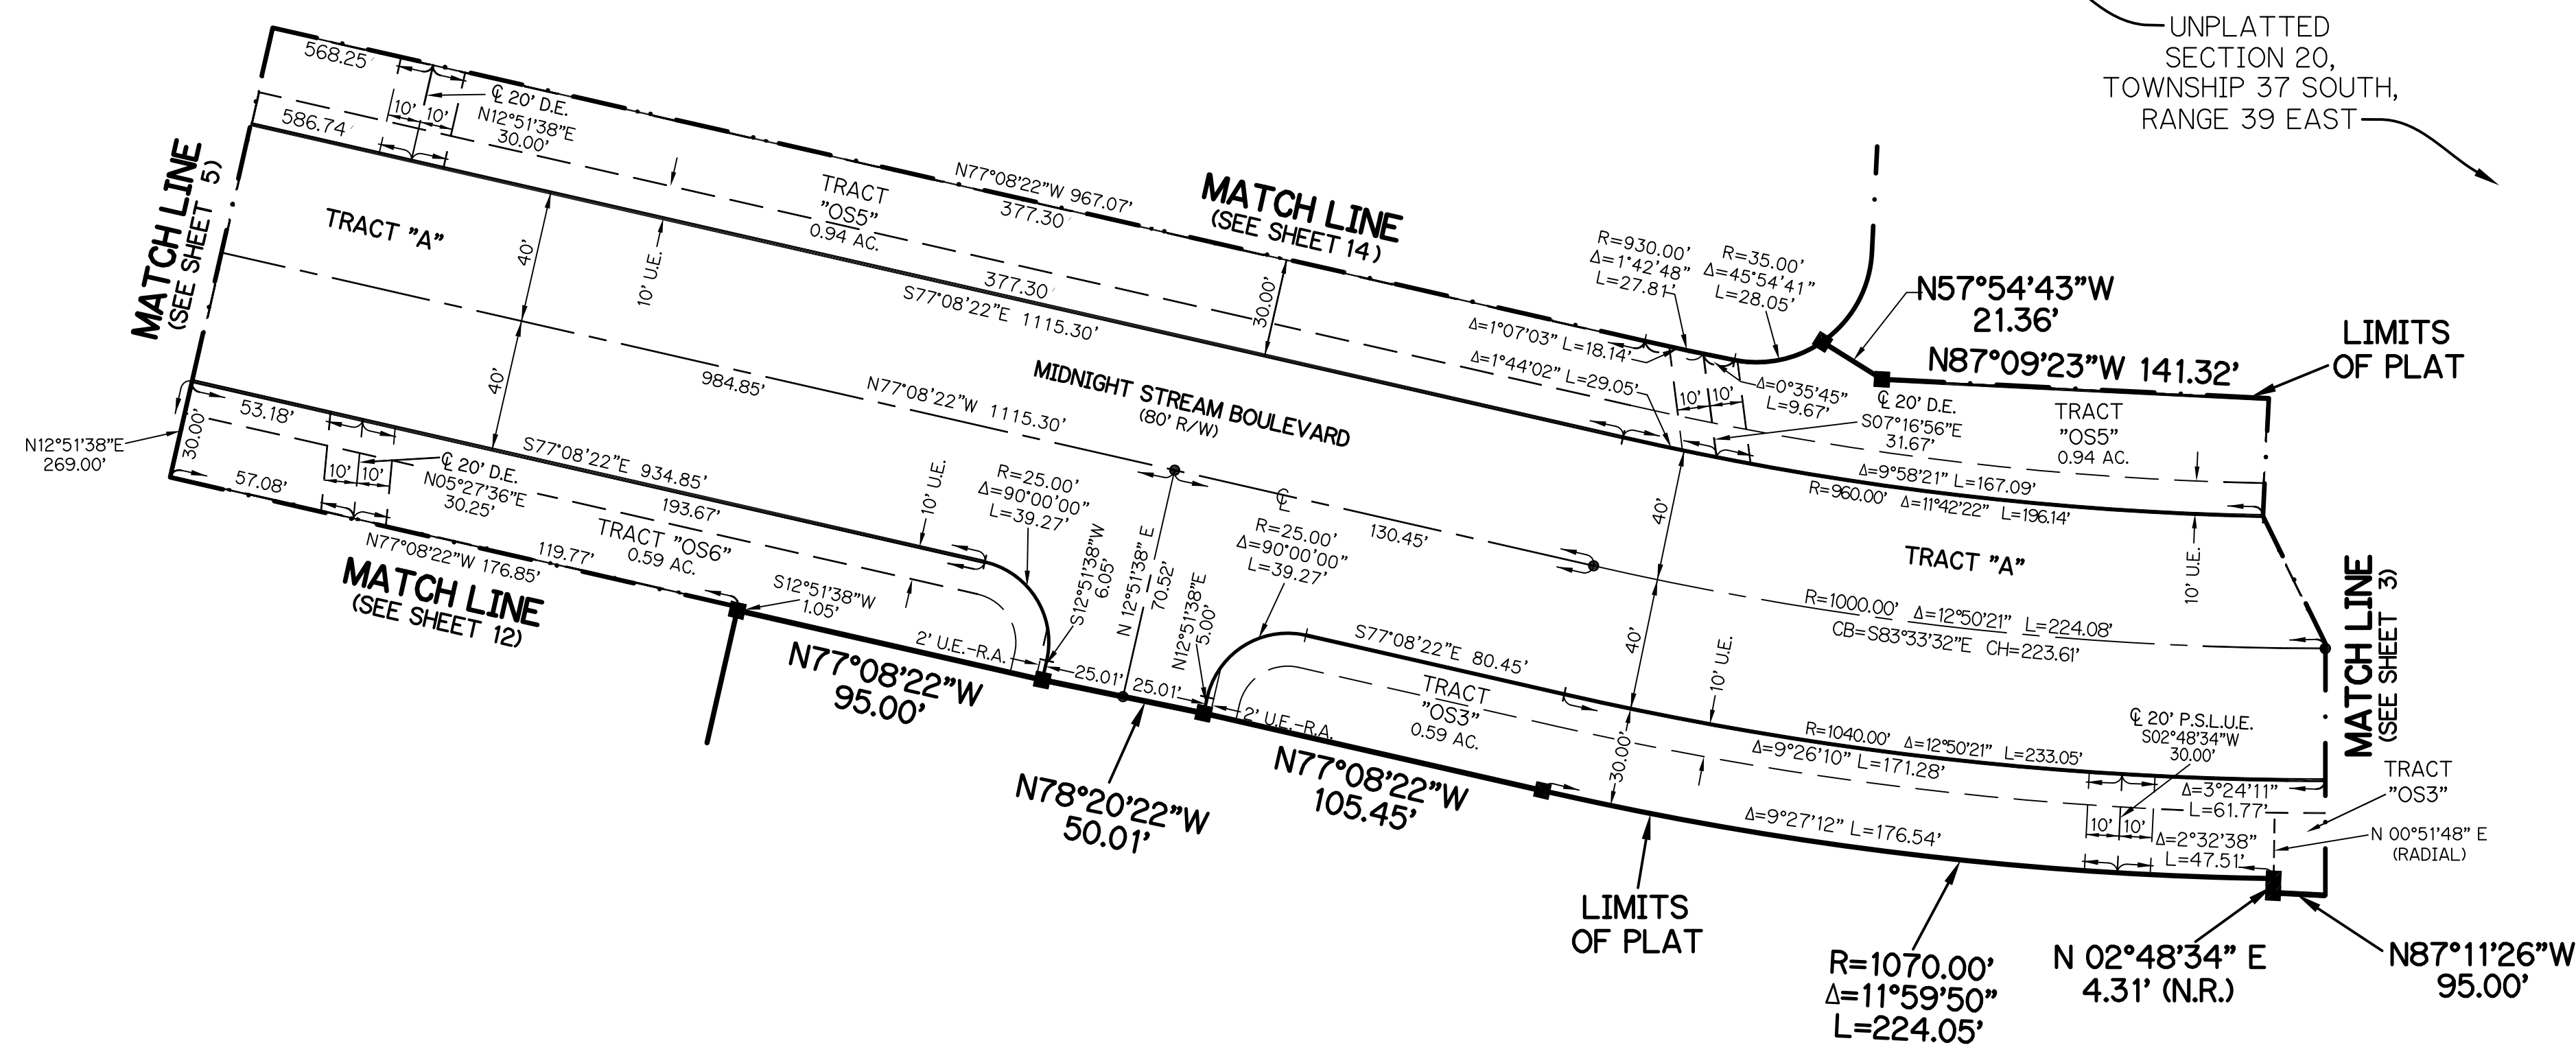 UNPLATTED
SECTION 20,
TOWNSHIP 37 SOUTH,
RANGE 39 EAST
568.25'
586.74'
10' 10'
℄ 20' D.E.
N12°51'38"E
30.00'
MATCH LINE
(SEE SHEET 5)
TRACT "A"
40'
40'
10' U.E.
TRACT
"OS5"
0.94 AC.
N77°08'22"W 967.07'
377.30'
MATCH LINE
(SEE SHEET 14)
377.30'
S77°08'22"E 1115.30'
30.00'
R=930.00'
Δ=1°42'48"
L=27.81'
R=35.00'
Δ=45°54'41"
L=28.05'
N57°54'43"W
21.36'
N87°09'23"W 141.32'
LIMITS
OF PLAT
Δ=1°07'03" L=18.14'
Δ=1°44'02" L=29.05'
10' 10'
Δ=0°35'45"
L=9.67'
℄ 20' D.E.
S07°16'56"E
31.67'
TRACT
"OS5"
0.94 AC.
Δ=9°58'21" L=167.09'
R=960.00' Δ=11°42'22" L=196.14'
984.85'
N77°08'22"W 1115.30'
MIDNIGHT STREAM BOULEVARD
(80' R/W)
℄
130.45'
40'
40'
TRACT "A"
10' U.E.
R=1000.00' Δ=12°50'21" L=224.08'
CB=S83°33'32"E CH=223.61'
MATCH LINE
(SEE SHEET 3)
N12°51'38"E
269.00'
30.00'
53.18'
57.08'
10' 10'
℄ 20' D.E.
N05°27'36"E
30.25'
S77°08'22"E 934.85'
193.67'
10' U.E.
TRACT "OS6"
0.59 AC.
N77°08'22"W 176.85'
119.77'
MATCH LINE
(SEE SHEET 12)
S12°51'38"W
1.05'
R=25.00'
Δ=90°00'00"
L=39.27'
S12°51'38"W
6.05'
N 12°51'38" E
70.52'
N12°51'38"E
5.00'
R=25.00'
Δ=90°00'00"
L=39.27'
2' U.E.-R.A.
25.01' 25.01'
2' U.E.-R.A.
N77°08'22"W
95.00'
N78°20'22"W
50.01'
N77°08'22"W
105.45'
S77°08'22"E 80.45'
TRACT
"OS3"
0.59 AC.
10' U.E.
30.00'
R=1040.00' Δ=12°50'21" L=233.05'
Δ=9°26'10" L=171.28'
Δ=9°27'12" L=176.54'
℄ 20' P.S.L.U.E.
S02°48'34"W
30.00'
10' 10'
Δ=3°24'11"
L=61.77'
Δ=2°32'38"
L=47.51'
TRACT
"OS3"
N 00°51'48" E
(RADIAL)
LIMITS
OF PLAT
R=1070.00'
Δ=11°59'50"
L=224.05'
N 02°48'34" E
4.31' (N.R.)
N87°11'26"W
95.00'